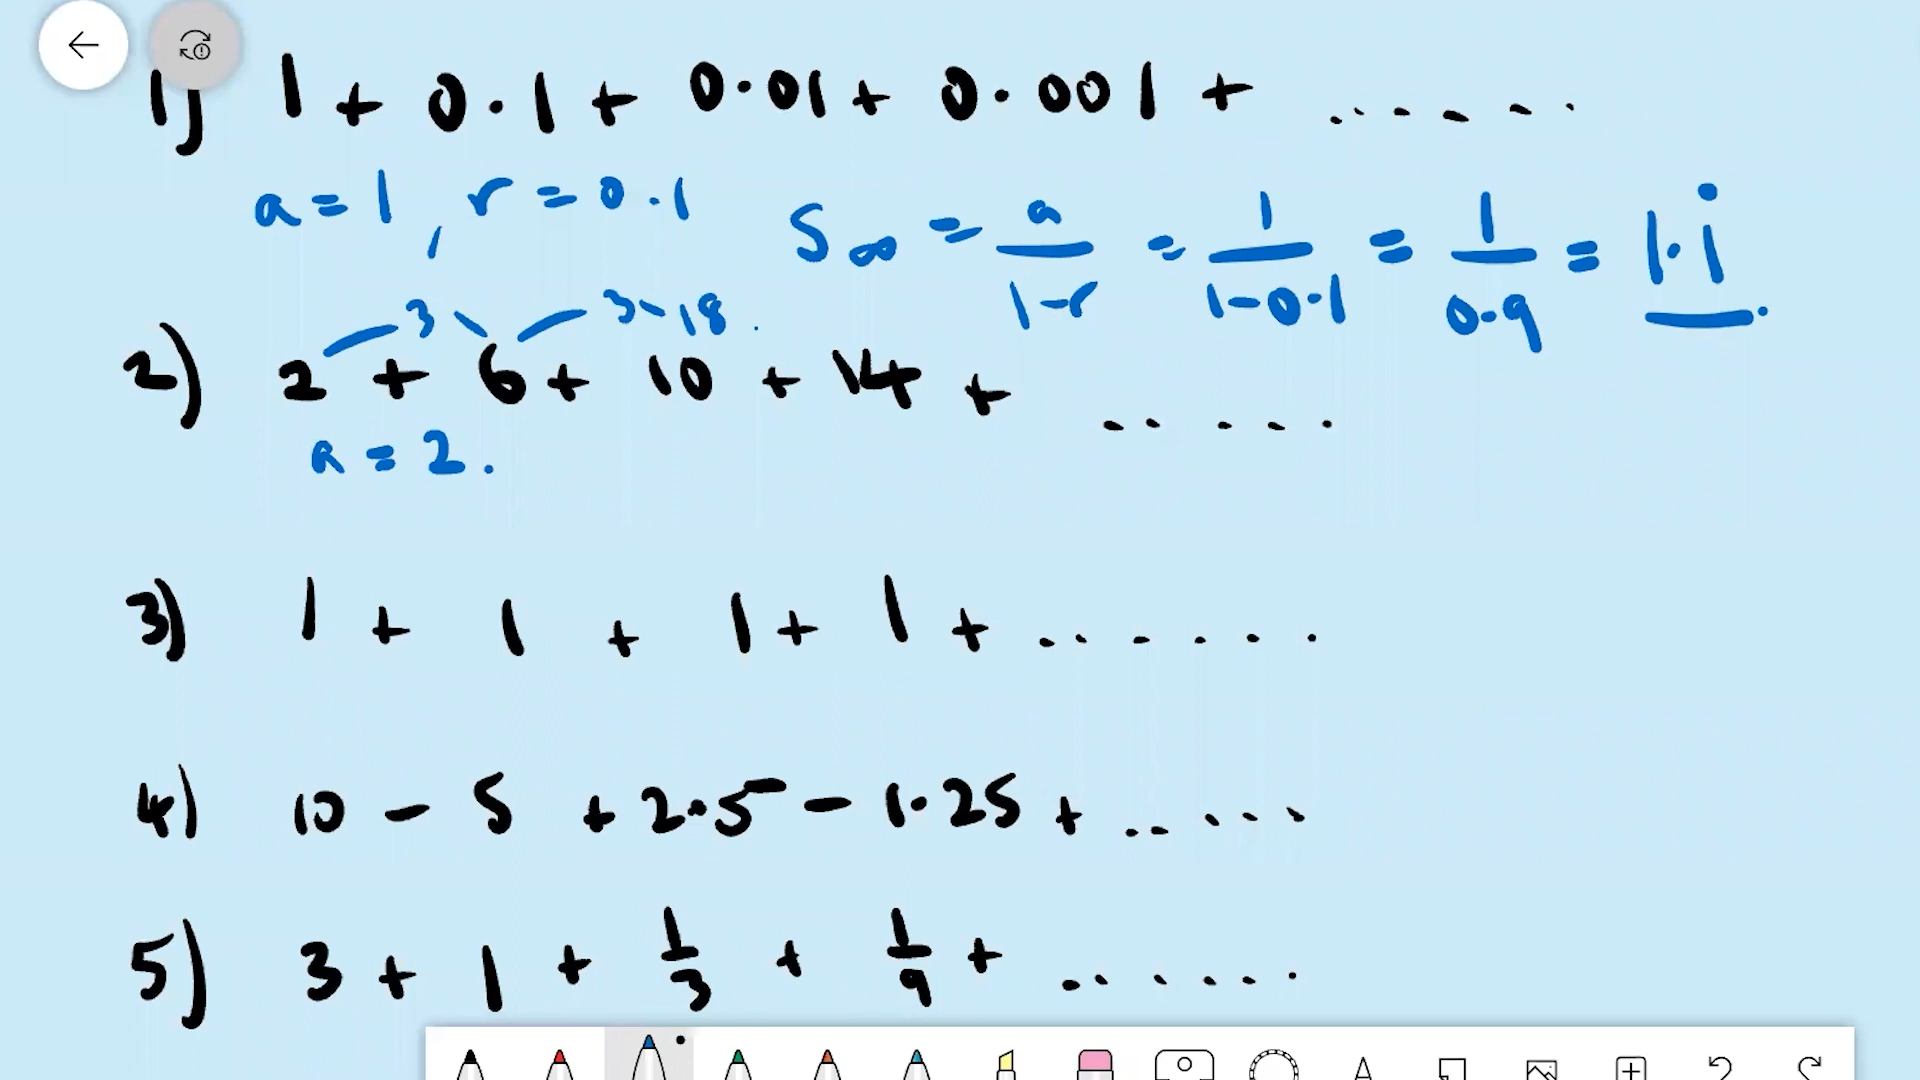 1) 1 + 0.1 + 0.01 + 0.001 + ......
a = 1, r = 0.1 S∞ = a/(1-r) = 1/(1-0.1) = 1/0.9 = 1.1̇
3 3 18.
2) 2 + 6 + 10 + 14 + .....
a = 2.
3) 1 + 1 + 1 + 1 + ......
4) 10 - 5 + 2.5 - 1.25 + .....
5) 3 + 1 + 1/3 + 1/9 + ......